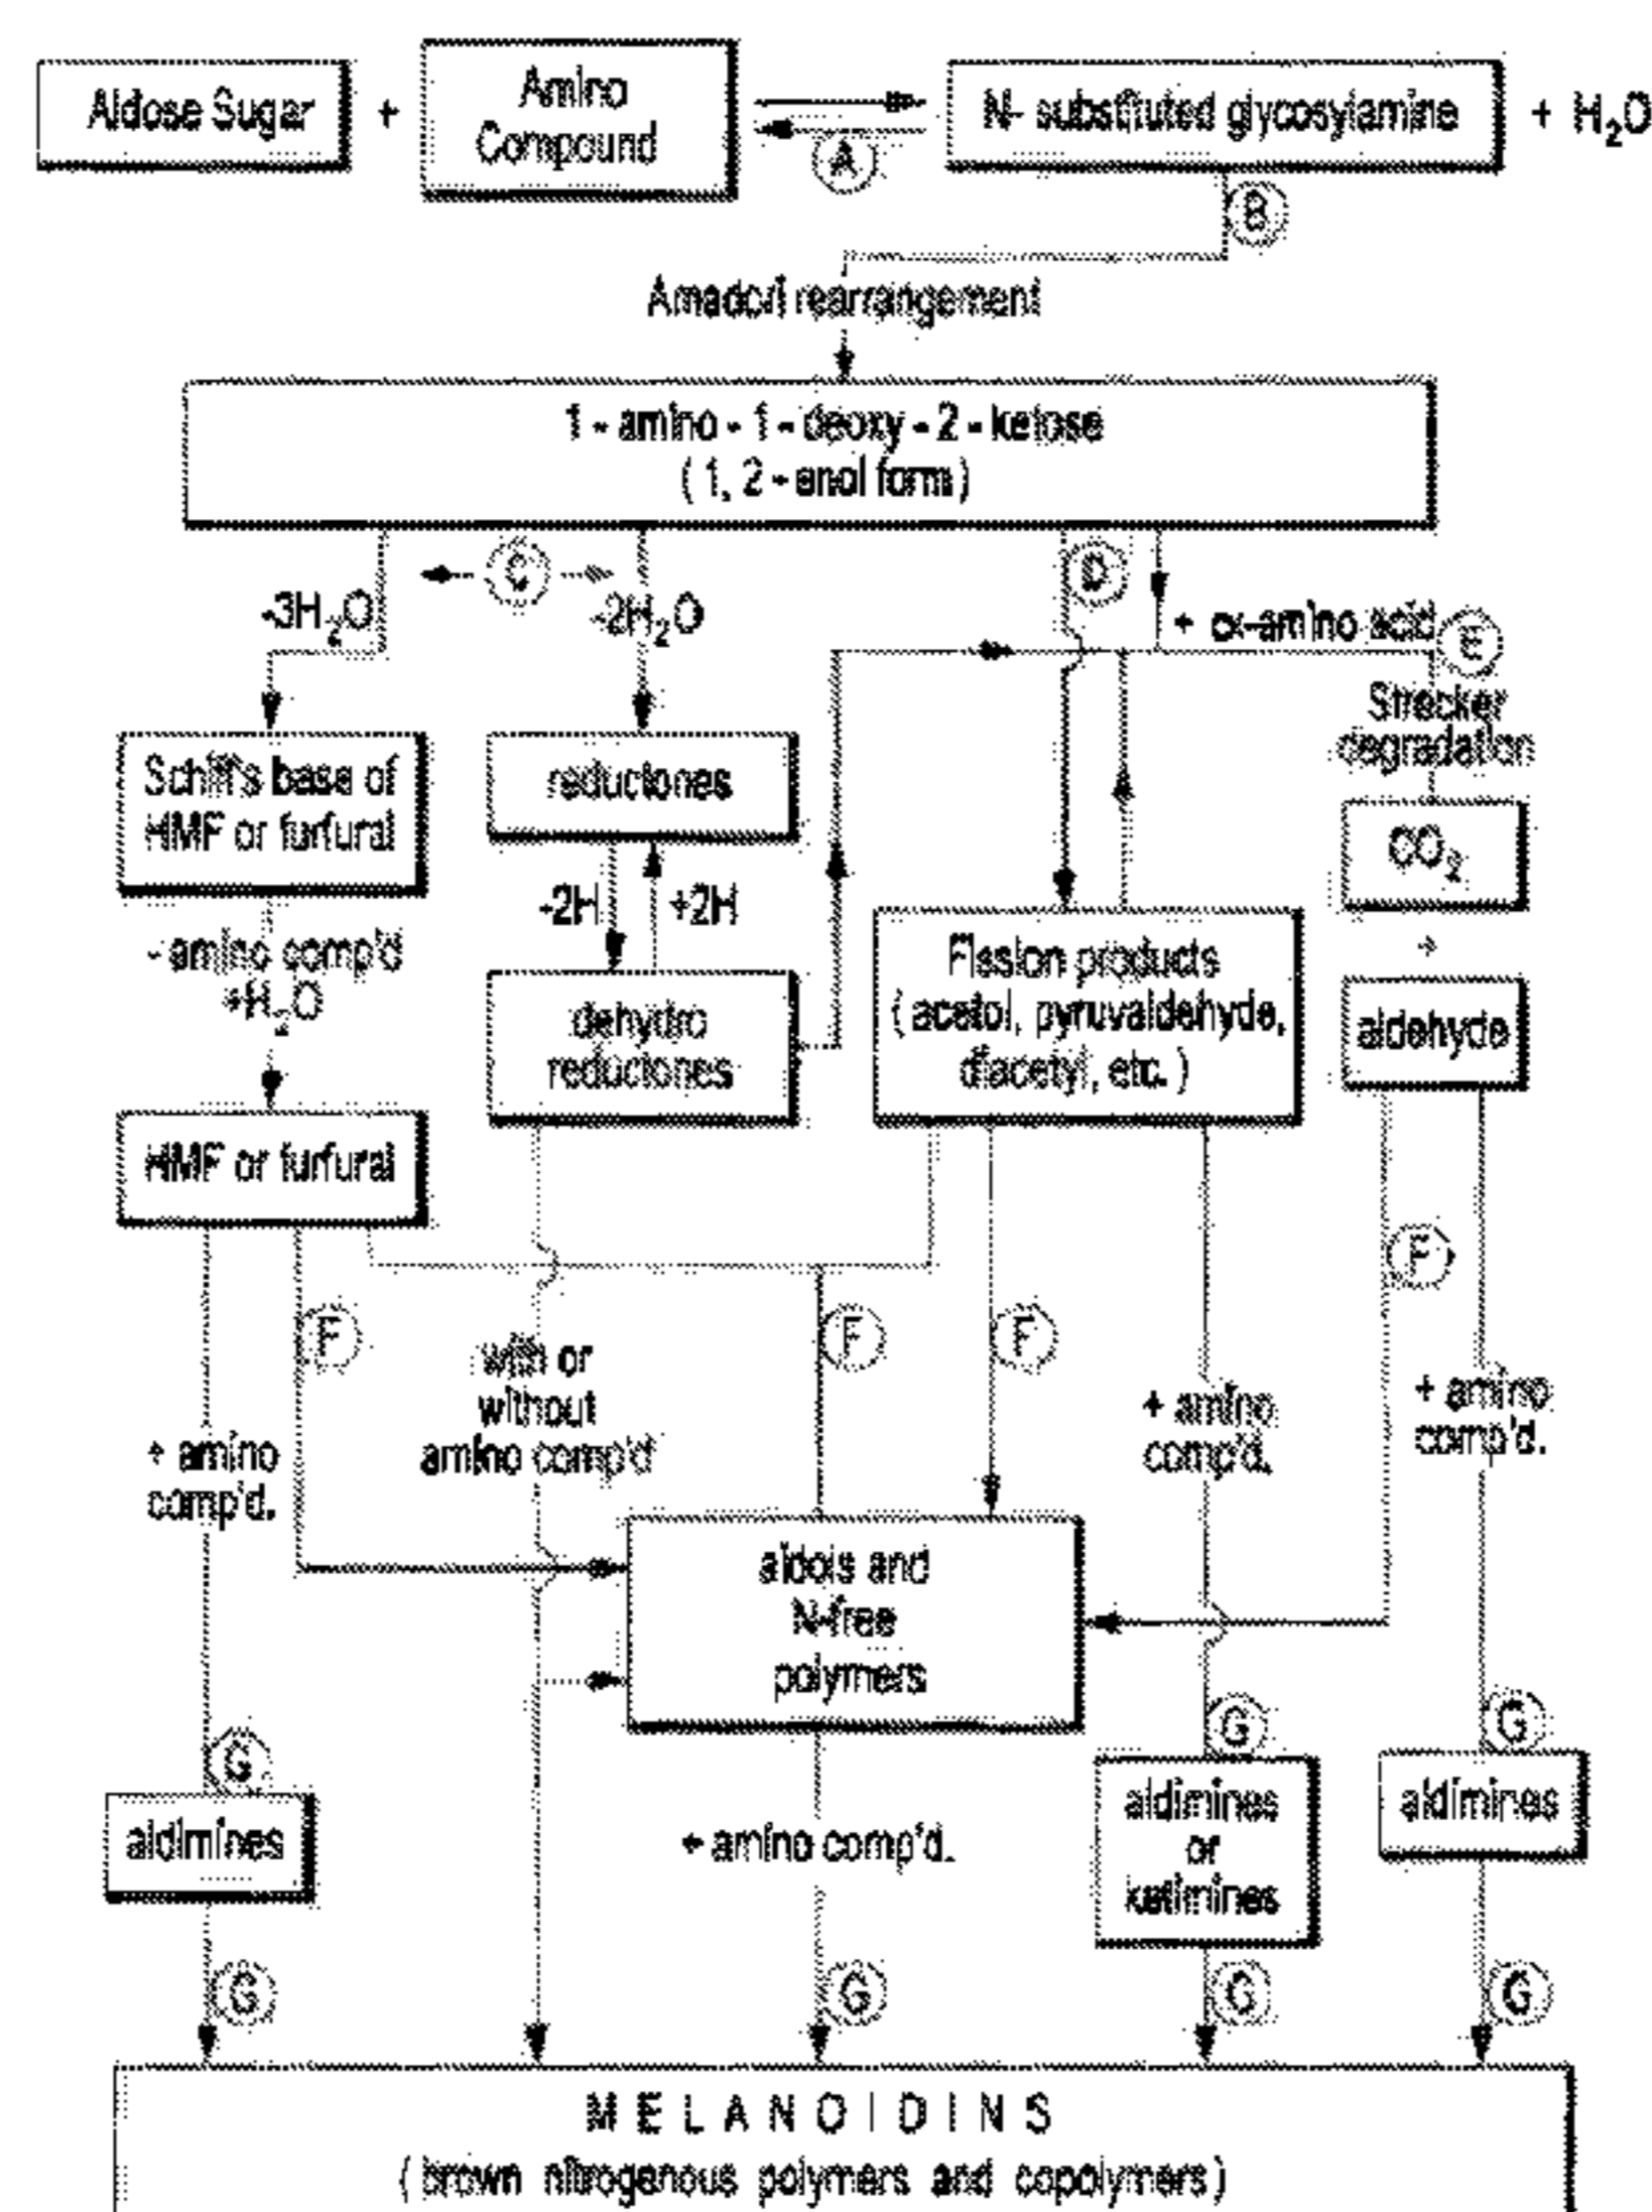 Aldose Sugar
+
Amino
Compound
A
N- substituted glycosylamine
+ H₂O
B
Amadori rearrangement
1 - amino - 1 - deoxy - 2 - ketose
( 1, 2 - enol form )
C
D
-3H₂O
-2H₂O
+ α-amino acid
E
Strecker
degradation
Schiff's base of
HMF or furfural
reductones
CO₂
- amino comp'd
+H₂O
-2H
+2H
Fission products
( acetol, pyruvaldehyde,
diacetyl, etc. )
+
dehydro
reductones
aldehyde
HMF or furfural
F
F
F
F
with or
without
amino comp'd
+ amino
comp'd.
+ amino
comp'd.
+ amino
comp'd.
aldols and
N-free
polymers
G
G
G
aldimines
+ amino comp'd.
aldimines
or
ketimines
aldimines
G
G
G
G
MELANOIDINS
( brown nitrogenous polymers and copolymers )